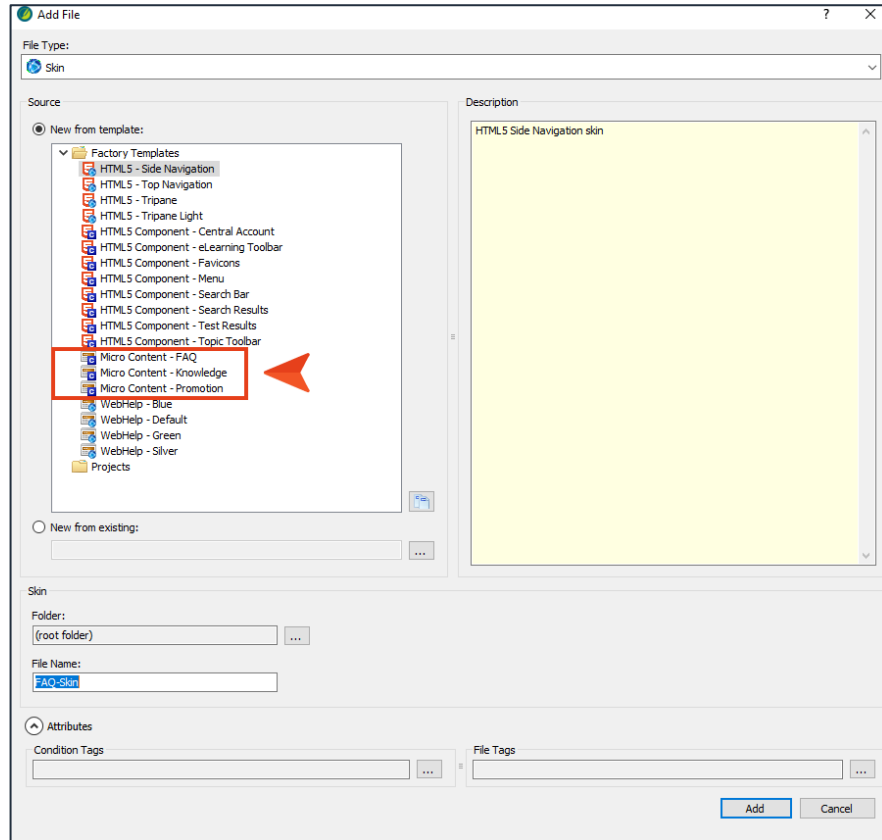 Add File
? X
File Type:
Skin
Source
New from template:
Factory Templates
HTML5 - Side Navigation
HTML5 - Top Navigation
HTML5 - Tripane
HTML5 - Tripane Light
HTML5 Component - Central Account
HTML5 Component - eLearning Toolbar
HTML5 Component - Favicons
HTML5 Component - Menu
HTML5 Component - Search Bar
HTML5 Component - Search Results
HTML5 Component - Test Results
HTML5 Component - Topic Toolbar
Micro Content - FAQ
Micro Content - Knowledge
Micro Content - Promotion
WebHelp - Blue
WebHelp - Default
WebHelp - Green
WebHelp - Silver
Projects
New from existing:
...
Description
HTML5 Side Navigation skin
Skin
Folder:
(root folder)
...
File Name:
FAQ-Skin
Attributes
Condition Tags
...
File Tags
...
Add
Cancel